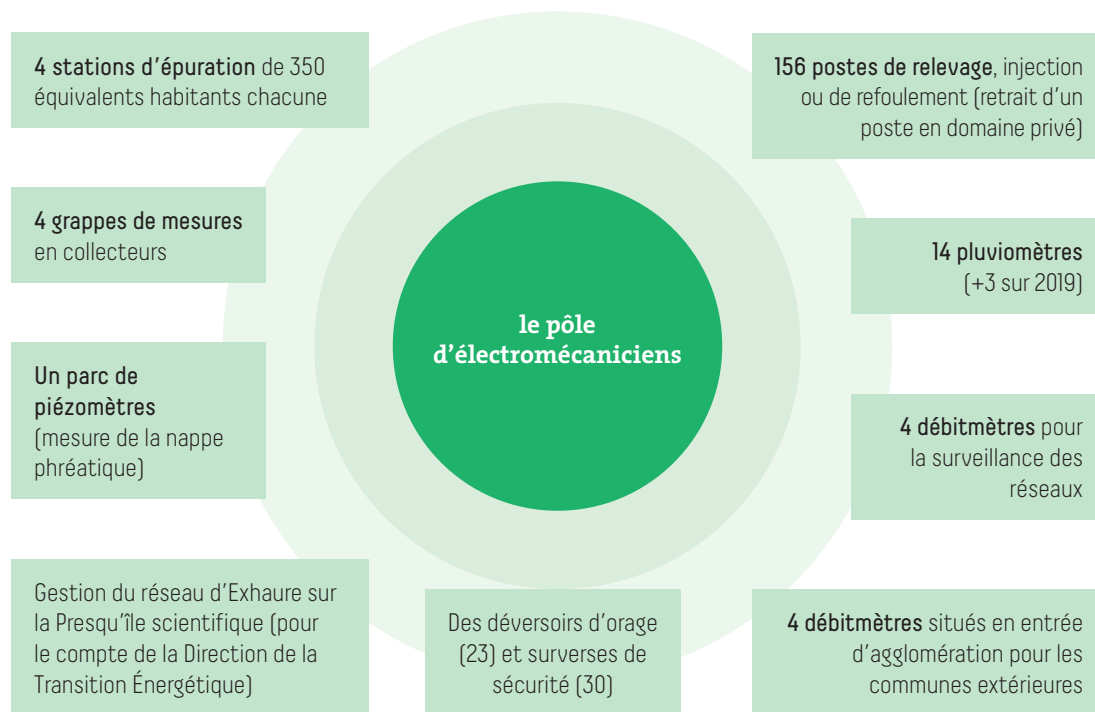 4 stations d'épuration de 350
équivalents habitants chacune
156 postes de relevage, injection
ou de refoulement (retrait d'un
poste en domaine privé)
4 grappes de mesures
en collecteurs
14 pluviomètres
(+3 sur 2019)
le pôle
d'électromécaniciens
Un parc de
piézomètres
(mesure de la nappe
phréatique)
4 débitmètres pour
la surveillance des
réseaux
Gestion du réseau d'Exhaure sur
la Presqu'île scientifique (pour
le compte de la Direction de la
Transition Énergétique)
Des déversoirs d'orage
(23) et surverses de
sécurité (30)
4 débitmètres situés en entrée
d'agglomération pour les
communes extérieures